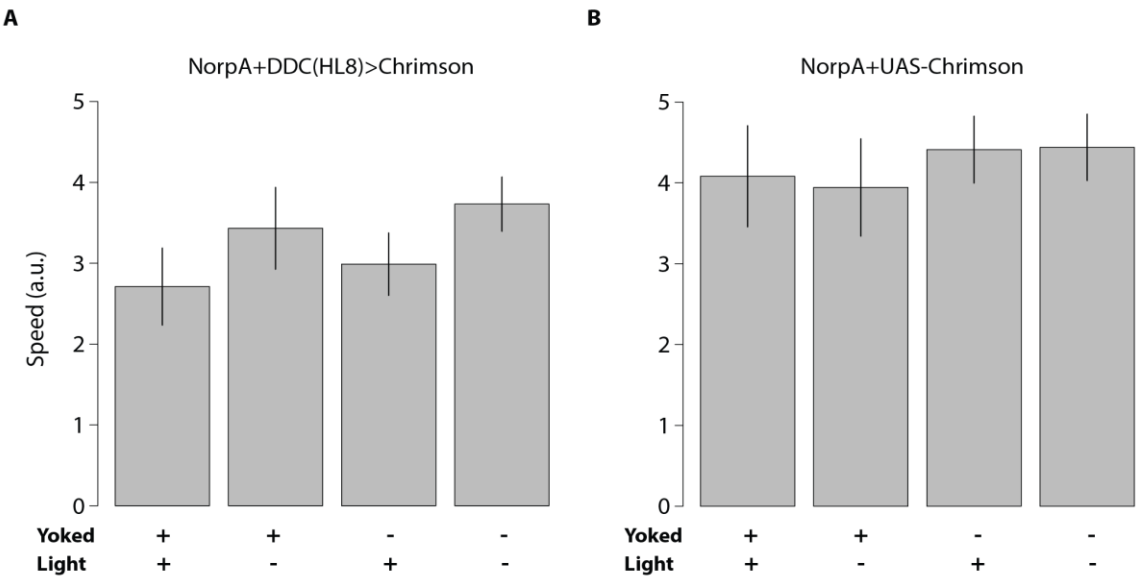 A
NorpA+DDC(HL8)>Chrimson
Speed (a.u.)
5
4
3
2
1
0
Yoked + + - -
Light + - + -
B
NorpA+UAS-Chrimson
5
4
3
2
1
0
Yoked + + - -
Light + - + -